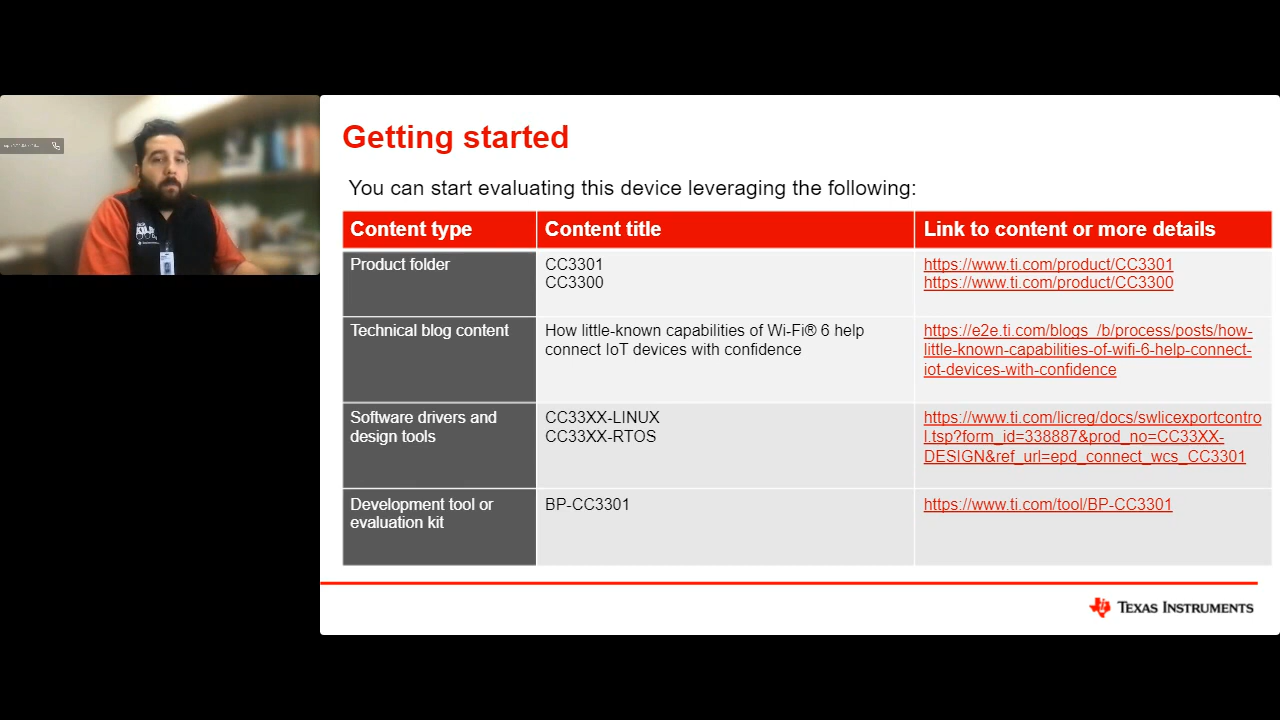 Getting started
You can start evaluating this device leveraging the following:
Content type
Content title
Link to content or more details
Product folder
CC3301
CC3300
https://www.ti.com/product/CC3301
https://www.ti.com/product/CC3300
Technical blog content
How little-known capabilities of Wi-Fi® 6 help
connect IoT devices with confidence
https://e2e.ti.com/blogs_/b/process/posts/how-
little-known-capabilities-of-wifi-6-help-connect-
iot-devices-with-confidence
Software drivers and
design tools
CC33XX-LINUX
CC33XX-RTOS
https://www.ti.com/licreg/docs/swlicexportcontro
l.tsp?form_id=338887&prod_no=CC33XX-
DESIGN&ref_url=epd_connect_wcs_CC3301
Development tool or
evaluation kit
BP-CC3301
https://www.ti.com/tool/BP-CC3301
TEXAS INSTRUMENTS